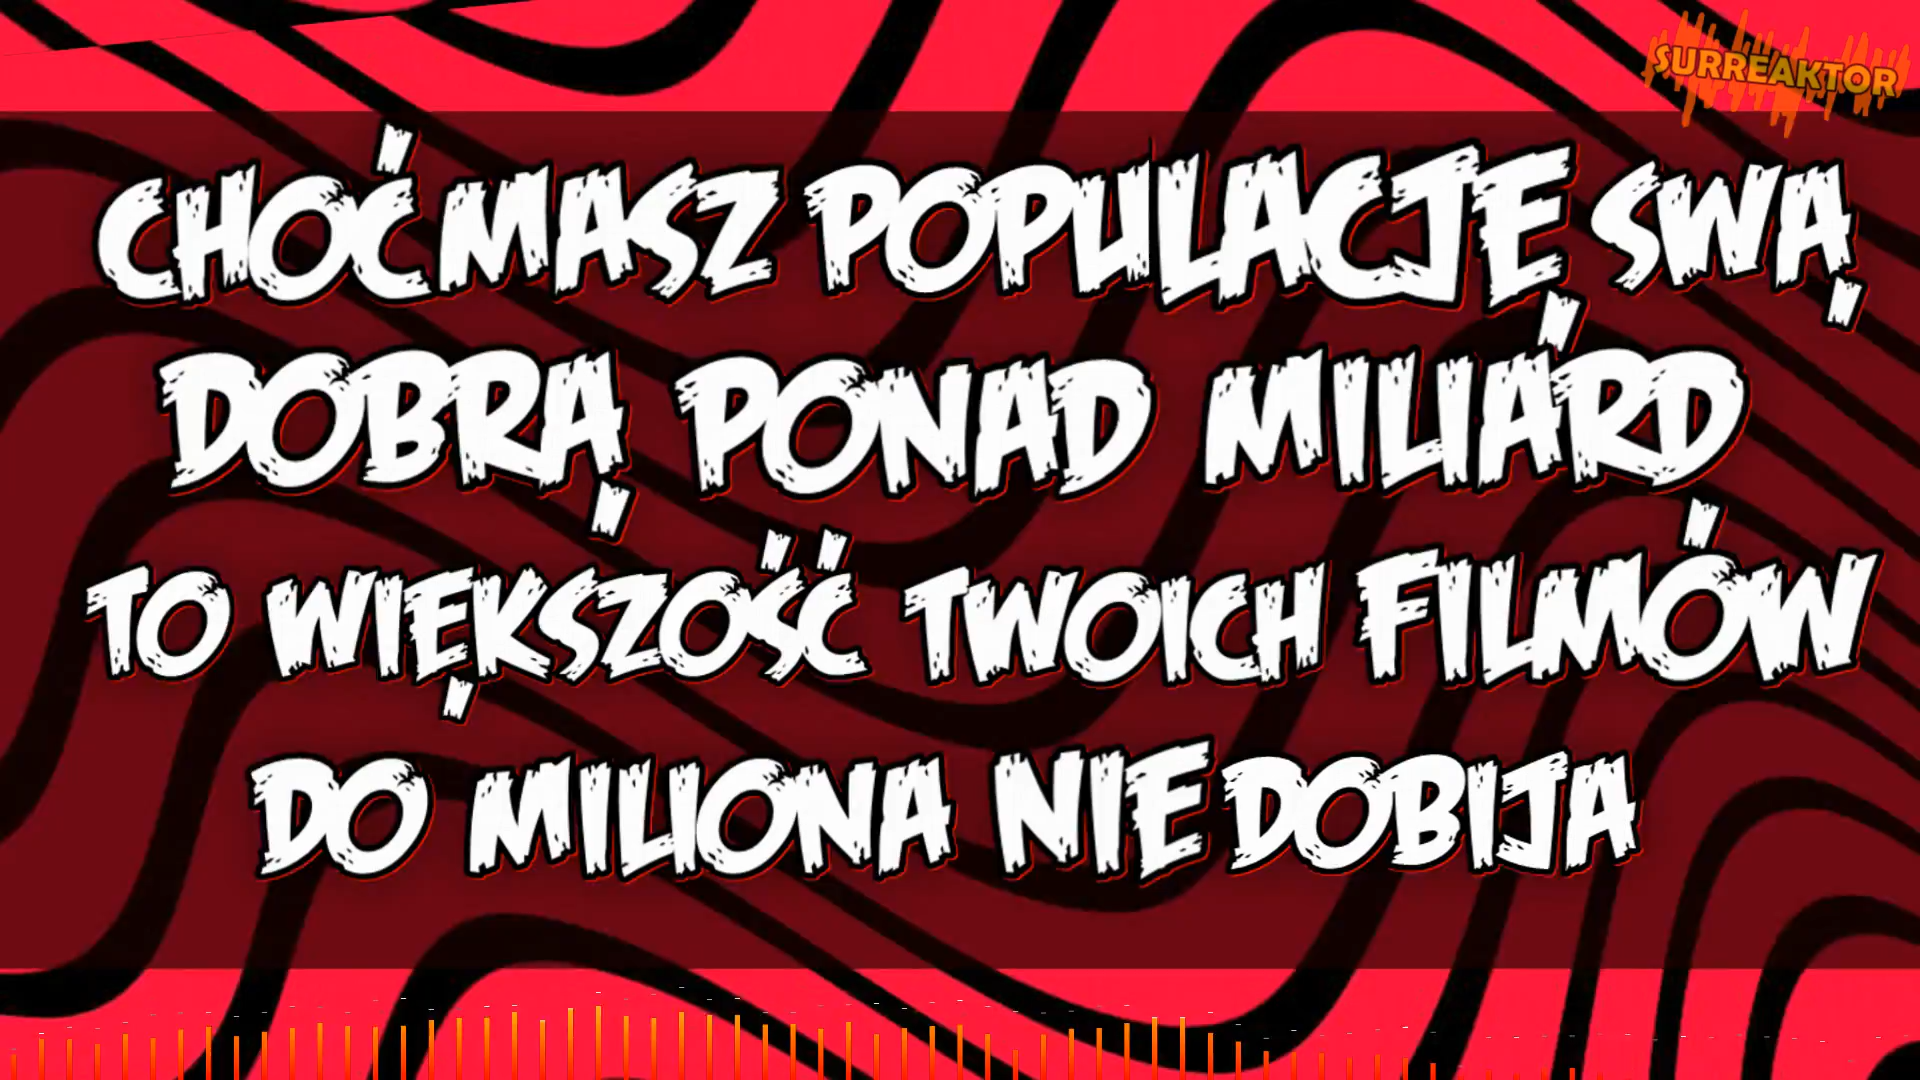 SURREAKTOR
CHOĆ MASZ POPULACJĘ SWĄ
DOBRĄ PONAD MILIARD
TO WIĘKSZOŚĆ TWOICH FILMÓW
DO MILIONA NIE DOBIJA